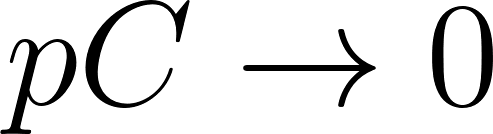 pC → 0